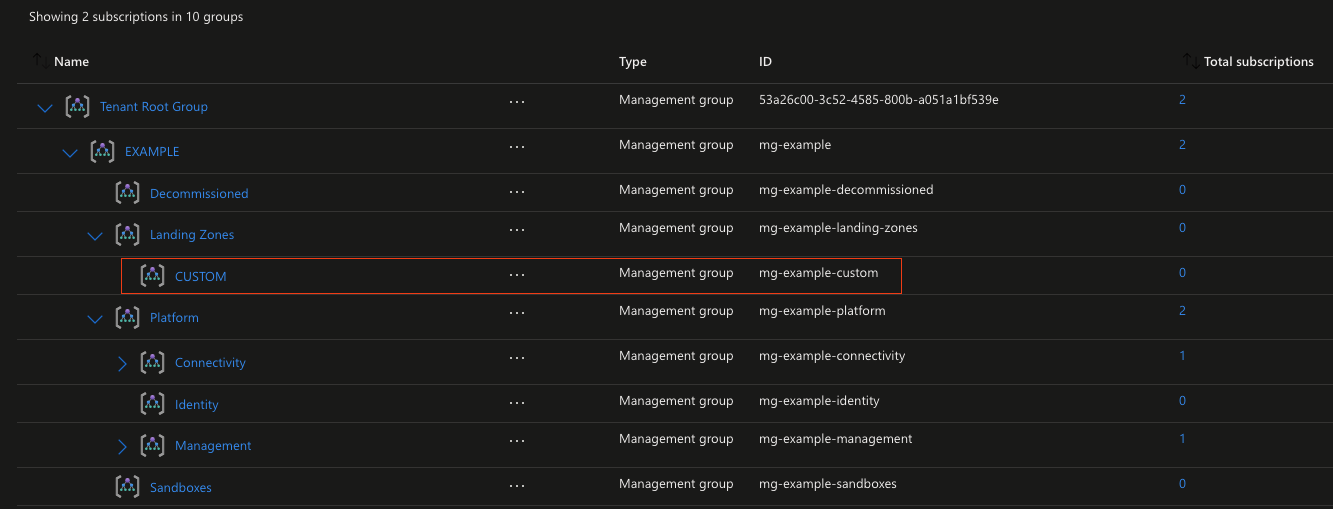 Showing 2 subscriptions in 10 groups
Name Type ID Total subscriptions
Tenant Root Group ... Management group 53a26c00-3c52-4585-800b-a051a1bf539e 2
EXAMPLE ... Management group mg-example 2
Decommissioned ... Management group mg-example-decommissioned 0
Landing Zones ... Management group mg-example-landing-zones 0
CUSTOM ... Management group mg-example-custom 0
Platform ... Management group mg-example-platform 2
Connectivity ... Management group mg-example-connectivity 1
Identity ... Management group mg-example-identity 0
Management ... Management group mg-example-management 1
Sandboxes ... Management group mg-example-sandboxes 0